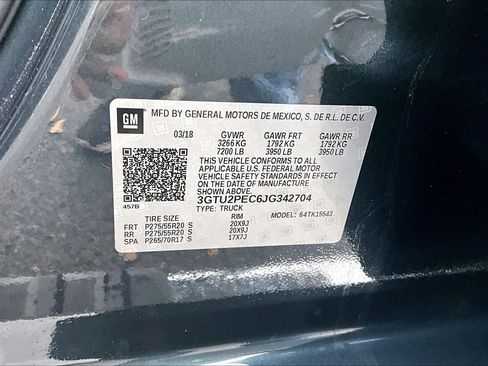 GM
MFD BY GENERAL MOTORS DE MEXICO, S. DE R.L. DE C.V.
03/18 GVWR GAWR FRT GAWR RR
3266 KG 1792 KG 1792 KG
7200 LB 3950 LB 3950 LB
THIS VEHICLE CONFORMS TO ALL APPLICABLE
U.S. FEDERAL MOTOR VEHICLE
SAFETY STANDARDS IN EFFECT ON
THE DATE OF MANUFACTURE SHOWN ABOVE.
3GTU2PEC6JG342704
457B TYPE: TRUCK MODEL: 64TK15543
RIM
FRT P275/55R20 S 20X9J
RR P275/55R20 S 20X9J
SPA P265/70R17 S 17X7J